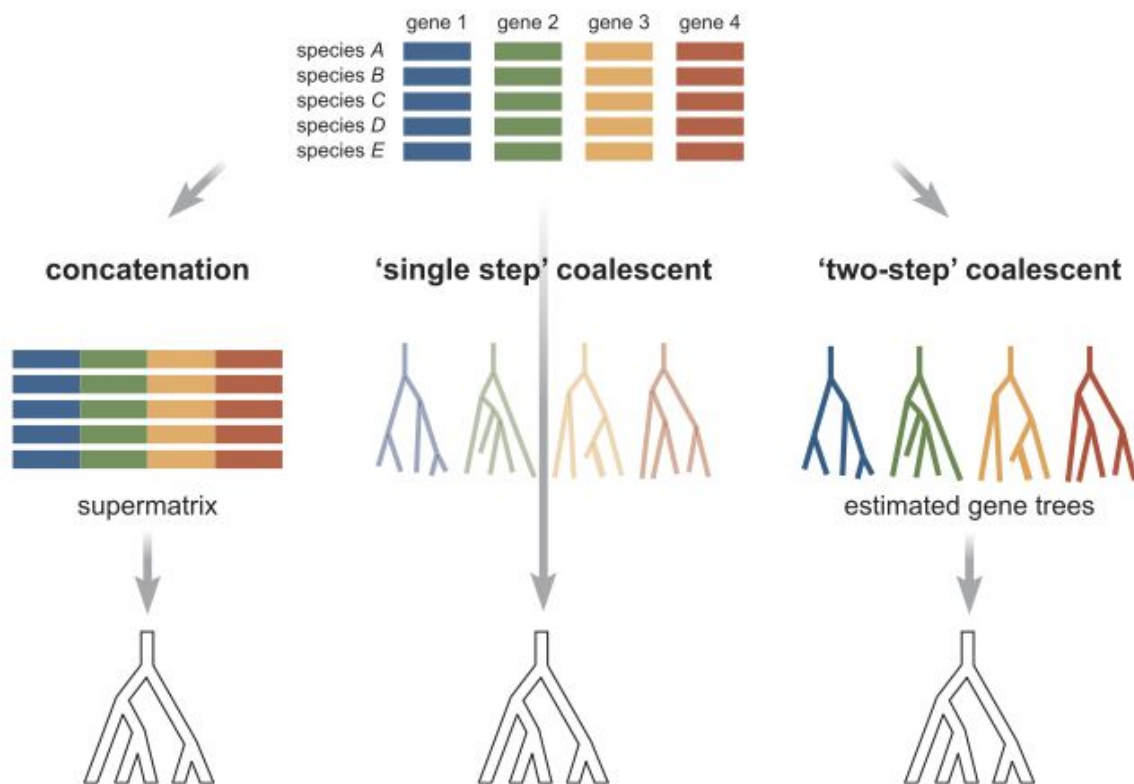 gene 1 gene 2 gene 3 gene 4
species A
species B
species C
species D
species E
concatenation
‘single step’ coalescent
‘two-step’ coalescent
supermatrix
estimated gene trees